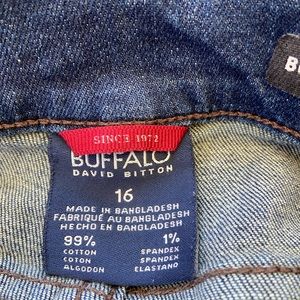 SINCE 1972
BUFFALO
DAVID BITTON
16
MADE IN BANGLADESH
FABRIQUÉ AU BANGLADESH
HECHO EN BANGLADESH
99% 1%
COTTON SPANDEX
COTON SPANDEX
ALGODON ELASTANO
B